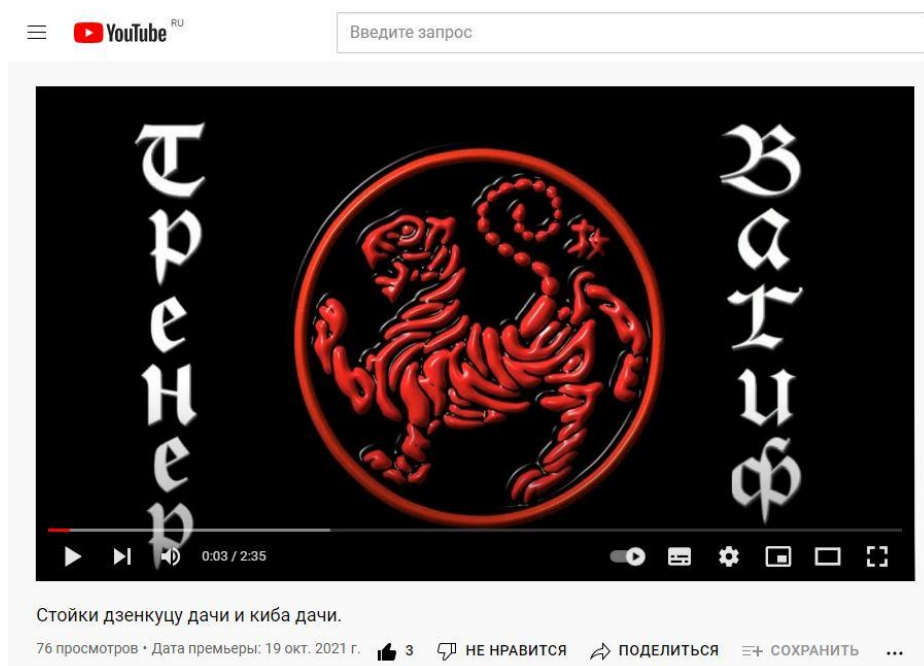 YouTube RU
Введите запрос
Тренер
Вагиф
0:03 / 2:35
Стойки дзенкуцу дачи и киба дачи.
76 просмотров • Дата премьеры: 19 окт. 2021 г. 3 НЕ НРАВИТСЯ ПОДЕЛИТЬСЯ СОХРАНИТЬ